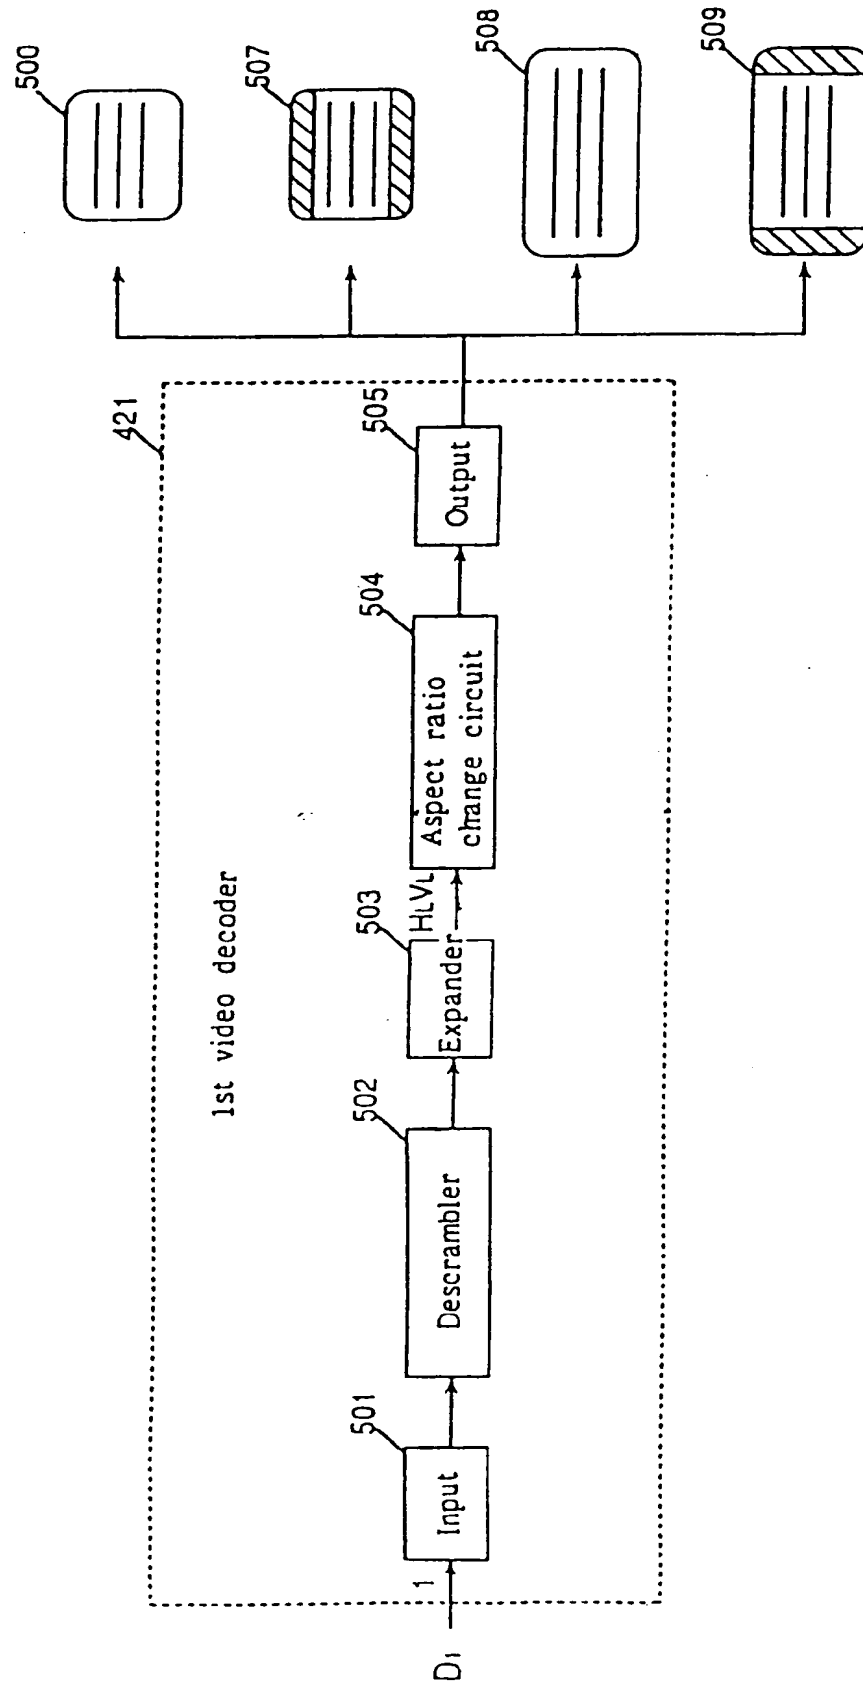 421
1st video decoder
D1
1
501
Input
502
Descrambler
503
Expander
HLVL
504
Aspect ratio
change circuit
505
Output
500
507
508
509